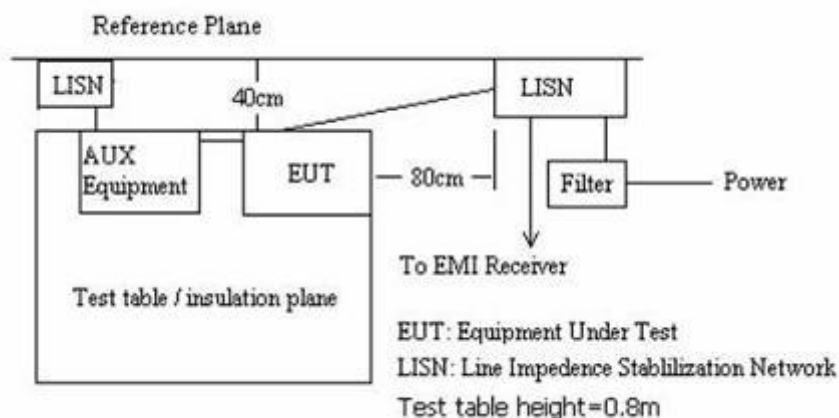 Reference Plane
LISN
40cm
LISN
AUX
Equipment
EUT
80cm
Filter
Power
To EMI Receiver
Test table / insulation plane
EUT: Equipment Under Test
LISN: Line Impedence Stablilization Network
Test table height=0.8m